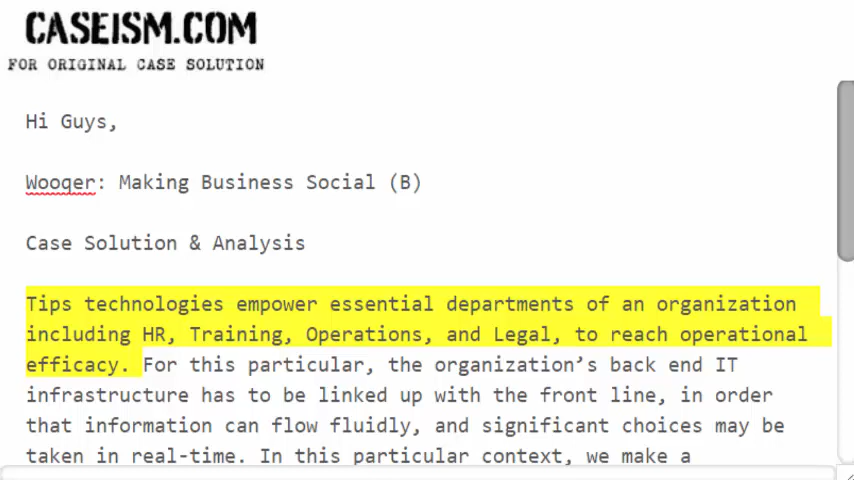 CASEISM.COM
FOR ORIGINAL CASE SOLUTION
Hi Guys,
Wooqer: Making Business Social (B)
Case Solution & Analysis
Tips technologies empower essential departments of an organization
including HR, Training, Operations, and Legal, to reach operational
efficacy. For this particular, the organization’s back end IT
infrastructure has to be linked up with the front line, in order
that information can flow fluidly, and significant choices may be
taken in real-time. In this particular context, we make a